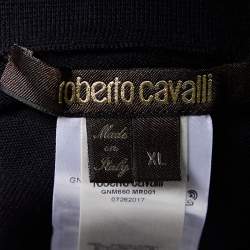 roberto cavalli
Made
in
Italy
XL
roberto cavalli
GNM660 MR001
07262017